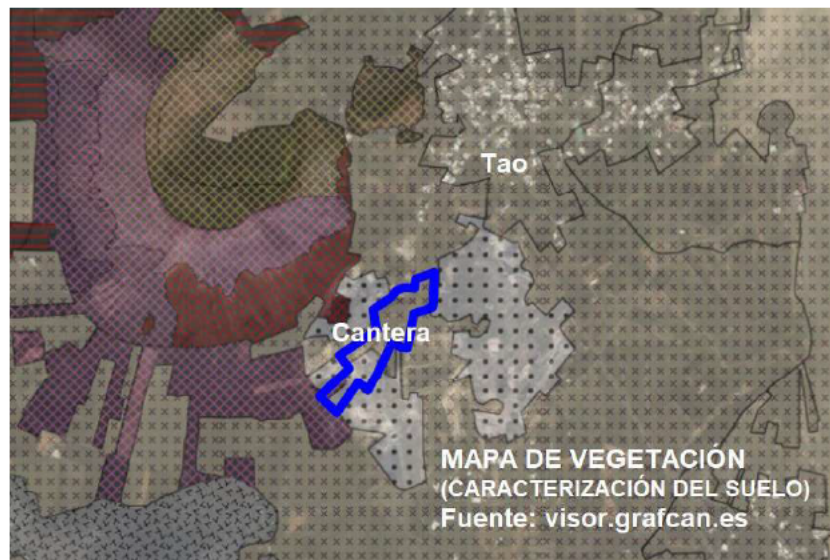 Tao
Cantera
MAPA DE VEGETACIÓN
(CARACTERIZACIÓN DEL SUELO)
Fuente: visor.grafcan.es